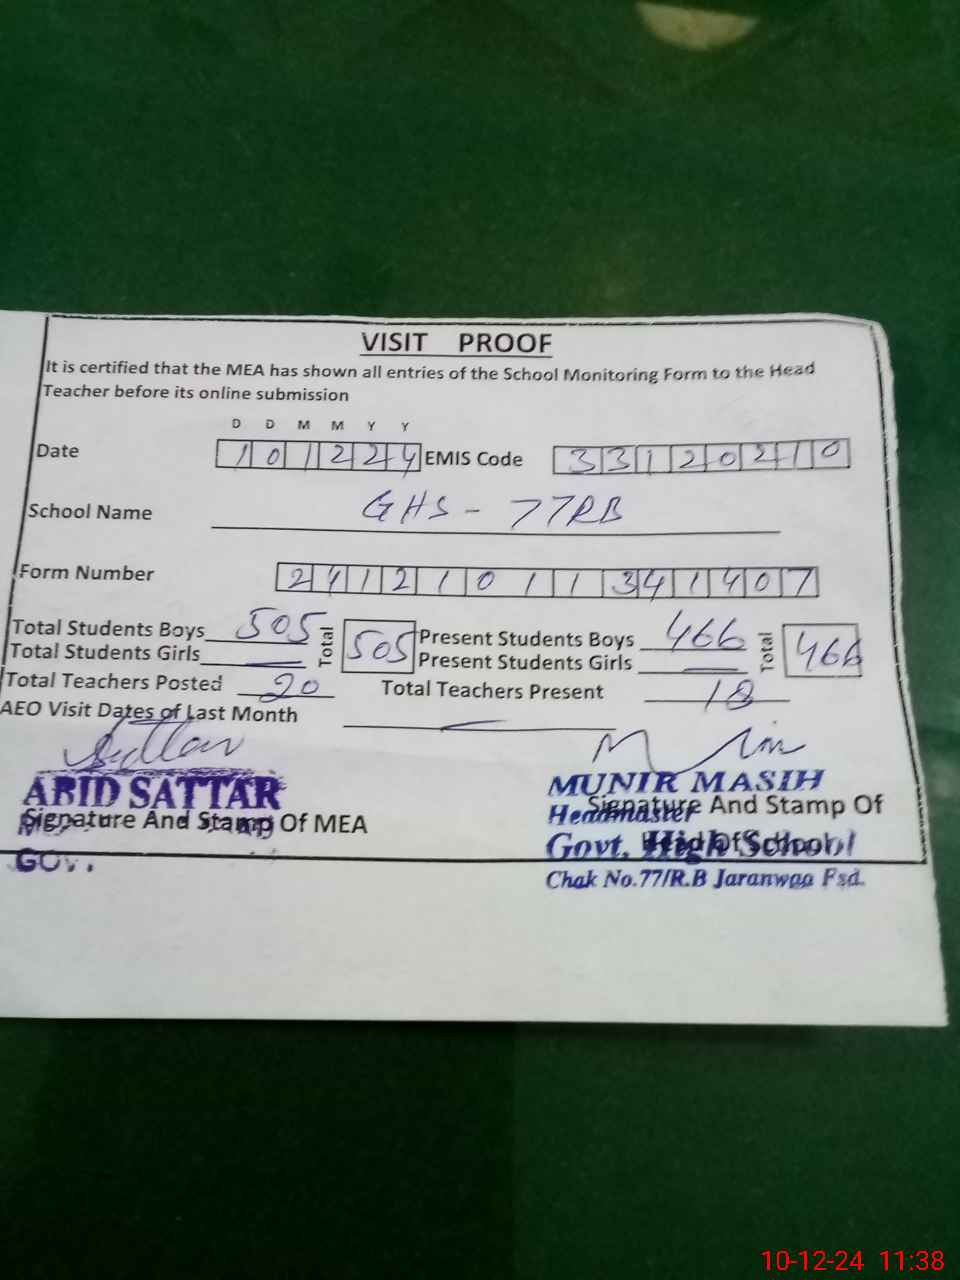 VISIT PROOF
It is certified that the MEA has shown all entries of the School Monitoring Form to the Head
Teacher before its online submission
D D M M Y Y
Date 101224 EMIS Code 33120210
School Name GHS - 77RB
Form Number 24121011341407
Total Students Boys 505 Total 505 Present Students Boys 466 Total 466
Total Students Girls — Present Students Girls —
Total Teachers Posted 20 Total Teachers Present 18
AEO Visit Dates of Last Month —
ABID SATTAR
Signature And Stamp Of MEA
GOVT.
MUNIR MASIH
Headmaster
Signature And Stamp Of
Govt. High School
Head Of School
Chak No.77/R.B Jaranwaa Fsd.
10-12-24 11:38